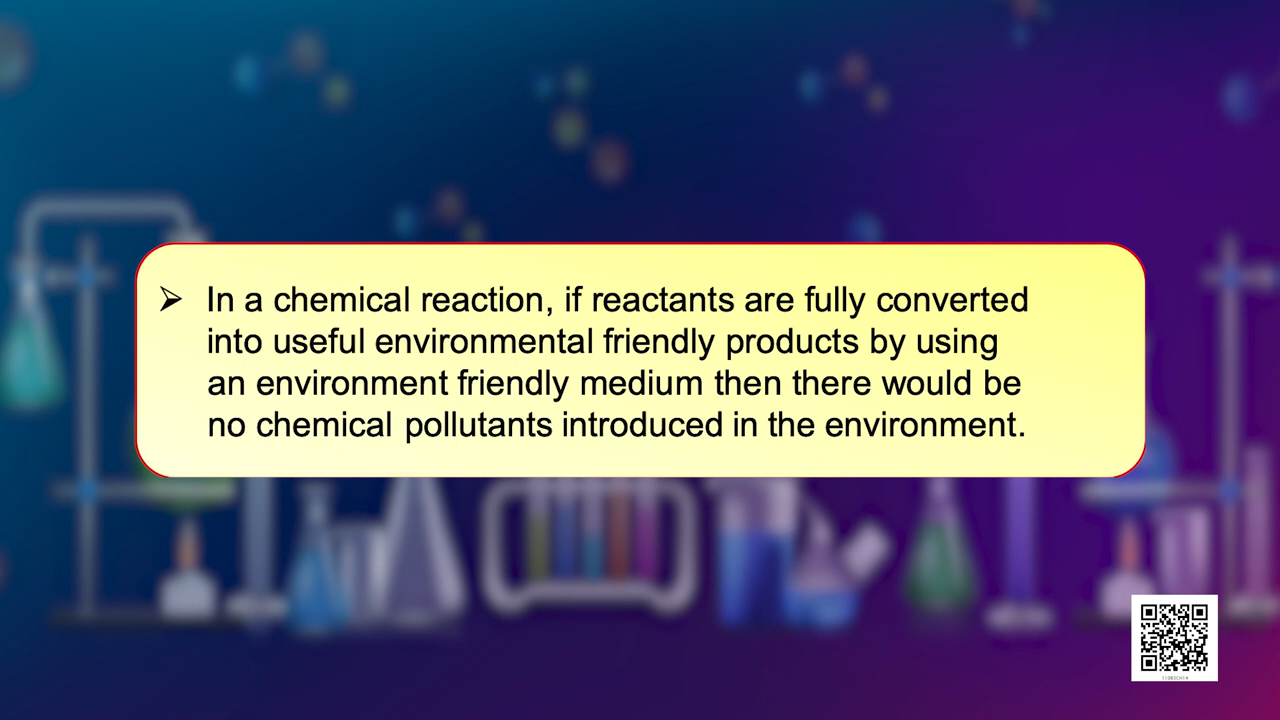 ➢ In a chemical reaction, if reactants are fully converted
into useful environmental friendly products by using
an environment friendly medium then there would be
no chemical pollutants introduced in the environment.